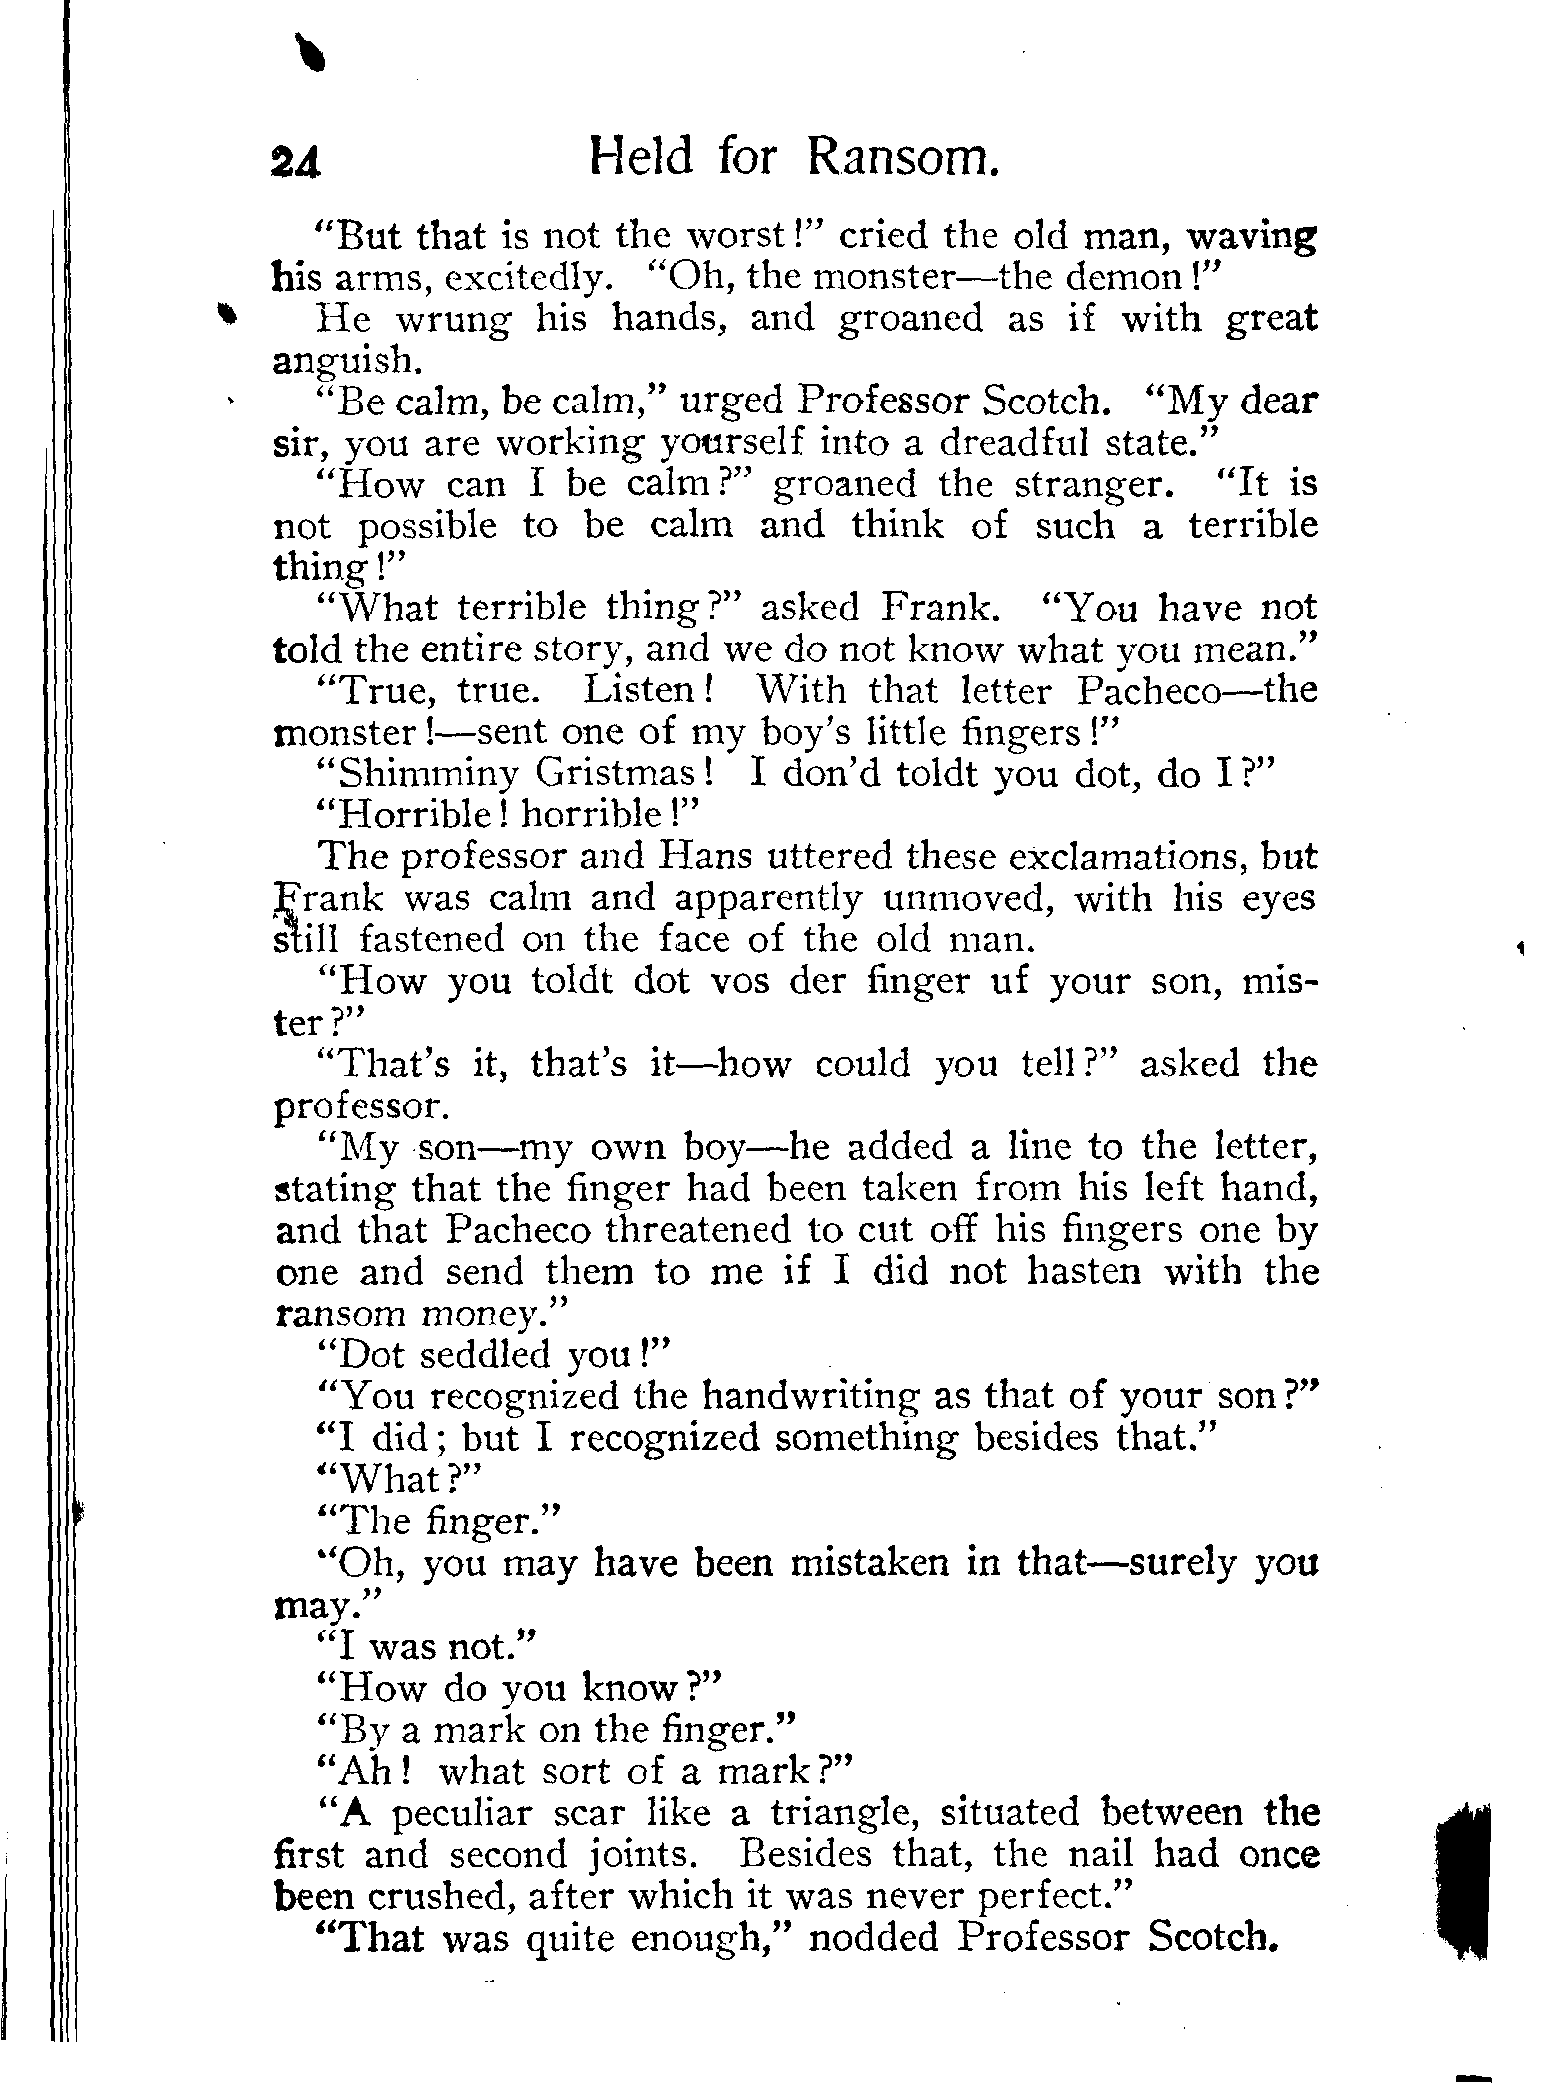 24 Held for Ransom.
“But that is not the worst!” cried the old man, waving
his arms, excitedly. “Oh, the monster—the demon!”
He wrung his hands, and groaned as if with great
anguish.
“Be calm, be calm,” urged Professor Scotch. “My dear
sir, you are working yourself into a dreadful state.”
“How can I be calm?” groaned the stranger. “It is
not possible to be calm and think of such a terrible
thing!”
“What terrible thing?” asked Frank. “You have not
told the entire story, and we do not know what you mean.”
“True, true. Listen! With that letter Pacheco—the
monster!—sent one of my boy’s little fingers!”
“Shimminy Gristmas! I don’d toldt you dot, do I?”
“Horrible! horrible!”
The professor and Hans uttered these exclamations, but
Frank was calm and apparently unmoved, with his eyes
still fastened on the face of the old man.
“How you toldt dot vos der finger uf your son, mis-
ter?”
“That’s it, that’s it—how could you tell?” asked the
professor.
“My son—my own boy—he added a line to the letter,
stating that the finger had been taken from his left hand,
and that Pacheco threatened to cut off his fingers one by
one and send them to me if I did not hasten with the
ransom money.”
“Dot seddled you!”
“You recognized the handwriting as that of your son?”
“I did; but I recognized something besides that.”
“What?”
“The finger.”
“Oh, you may have been mistaken in that—surely you
may.”
“I was not.”
“How do you know?”
“By a mark on the finger.”
“Ah! what sort of a mark?”
“A peculiar scar like a triangle, situated between the
first and second joints. Besides that, the nail had once
been crushed, after which it was never perfect.”
“That was quite enough,” nodded Professor Scotch.